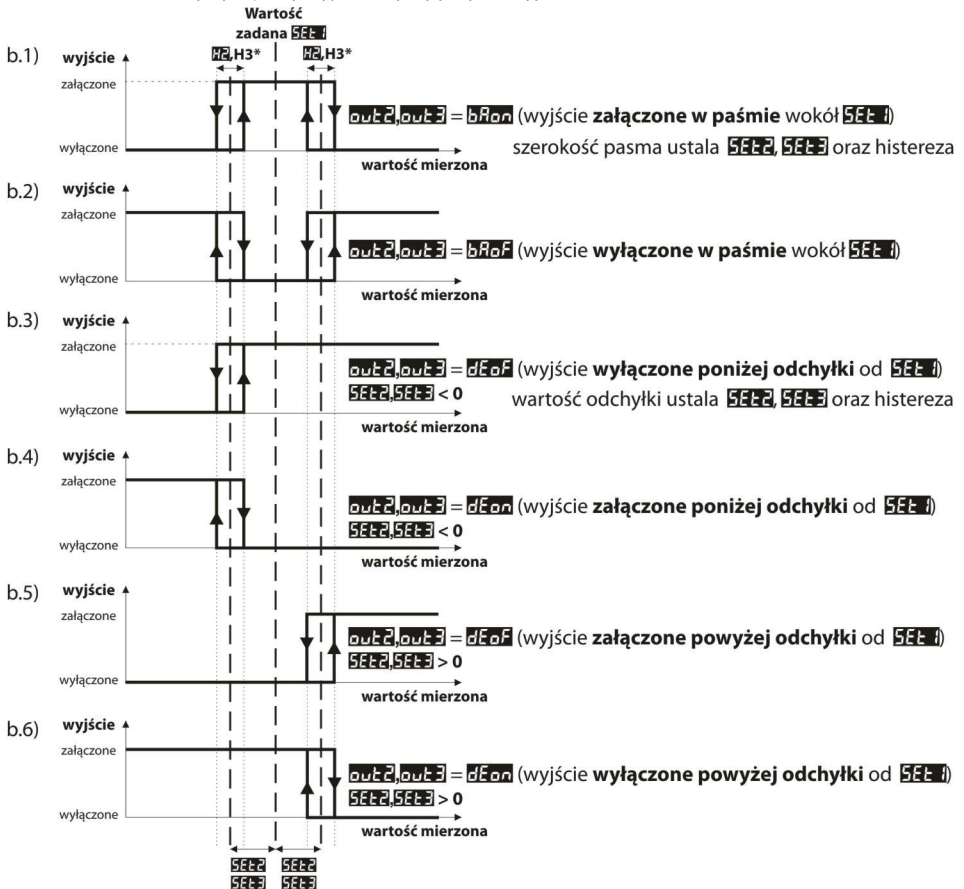 Wartość
zadana SEt1
H2,H3* H2,H3*
b.1) wyjście
załączone
out2,out3 = bAon (wyjście załączone w paśmie wokół SEt1)
szerokość pasma ustala SEt2, SEt3 oraz histereza
wyłączone
wartość mierzona
b.2) wyjście
załączone
out2,out3 = bAoF (wyjście wyłączone w paśmie wokół SEt1)
wyłączone
wartość mierzona
b.3) wyjście
załączone
out2,out3 = dEoF (wyjście wyłączone poniżej odchyłki od SEt1)
SEt2,SEt3 < 0 wartość odchyłki ustala SEt2, SEt3 oraz histereza
wyłączone
wartość mierzona
b.4) wyjście
załączone
out2,out3 = dEon (wyjście załączone poniżej odchyłki od SEt1)
SEt2,SEt3 < 0
wyłączone
wartość mierzona
b.5) wyjście
załączone
out2,out3 = dEoF (wyjście załączone powyżej odchyłki od SEt1)
SEt2,SEt3 > 0
wyłączone
wartość mierzona
b.6) wyjście
załączone
out2,out3 = dEon (wyjście wyłączone powyżej odchyłki od SEt1)
SEt2,SEt3 > 0
wyłączone
wartość mierzona
SEt2 SEt2
SEt3 SEt3